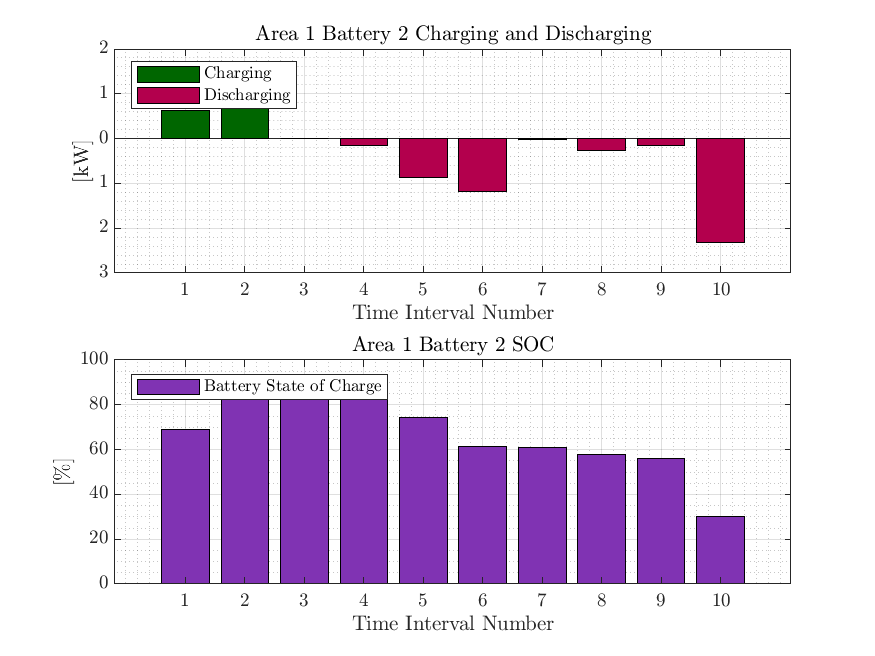 Area 1 Battery 2 Charging and Discharging
2
1
0
1
2
3
[kW]
Charging
Discharging
1 2 3 4 5 6 7 8 9 10
Time Interval Number
Area 1 Battery 2 SOC
100
80
60
40
20
0
[%]
Battery State of Charge
1 2 3 4 5 6 7 8 9 10
Time Interval Number